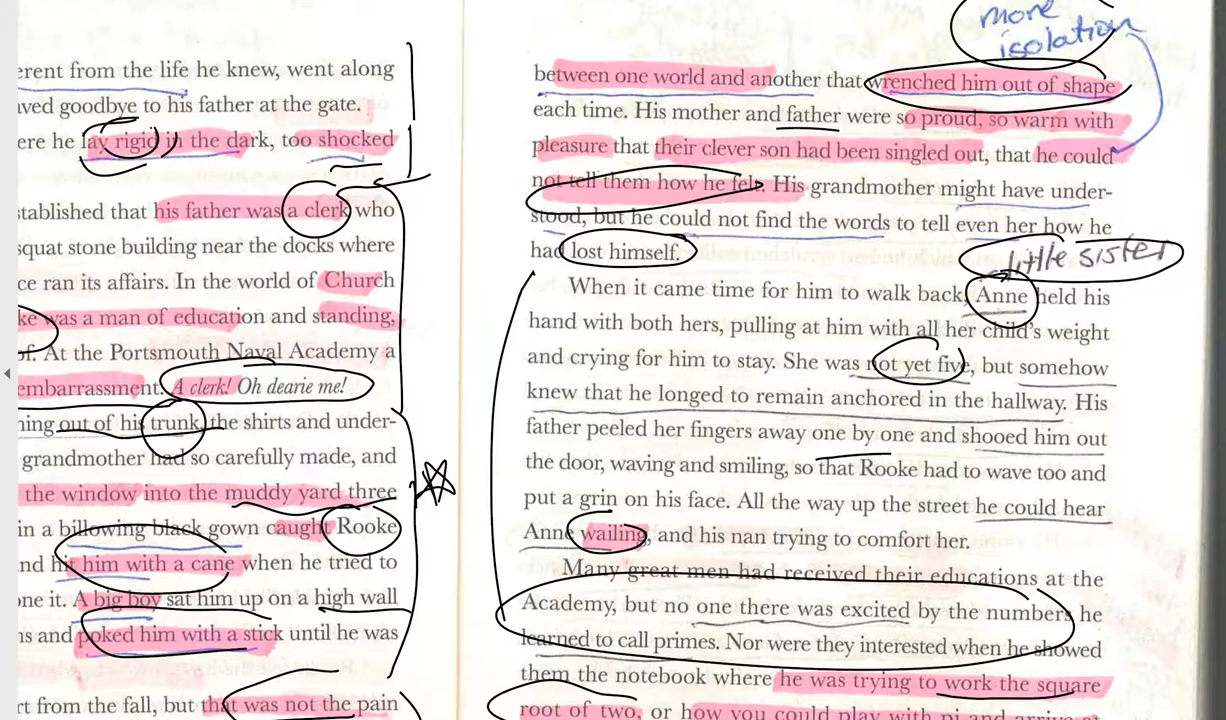 erent from the life he knew, went along
ved goodbye to his father at the gate.
ere he lay rigid in the dark, too shocked
tablished that his father was a clerk who
squat stone building near the docks where
ce ran its affairs. In the world of Church
ke was a man of education and standing,
of. At the Portsmouth Naval Academy a
embarrassment. A clerk! Oh dearie me!
ning out of his trunk, the shirts and under-
grandmother had so carefully made, and
the window into the muddy yard three
in a billowing black gown caught Rooke
nd hit him with a cane when he tried to
one it. A big boy sat him up on a high wall
ns and poked him with a stick until he was
rt from the fall, but that was not the pain
more
isolation
between one world and another that wrenched him out of shape
each time. His mother and father were so proud, so warm with
pleasure that their clever son had been singled out, that he could
not tell them how he felt. His grandmother might have under-
stood, but he could not find the words to tell even her how he
had lost himself.
little sister
When it came time for him to walk back, Anne held his
hand with both hers, pulling at him with all her child's weight
and crying for him to stay. She was not yet five, but somehow
knew that he longed to remain anchored in the hallway. His
father peeled her fingers away one by one and shooed him out
the door, waving and smiling, so that Rooke had to wave too and
put a grin on his face. All the way up the street he could hear
Anne wailing, and his nan trying to comfort her.
Many great men had received their educations at the
Academy, but no one there was excited by the numbers he
learned to call primes. Nor were they interested when he showed
them the notebook where he was trying to work the square
root of two, or how you could play with pi and arrive at